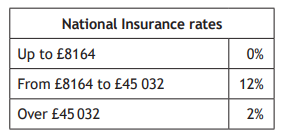 National Insurance rates
Up to £8164 0%
From £8164 to £45 032 12%
Over £45 032 2%